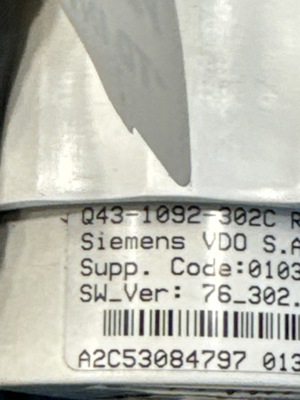 Q43-1092-302C R
Siemens VDO S.A
Supp. Code:0103
SW_Ver: 76_302.
A2C53084797 013